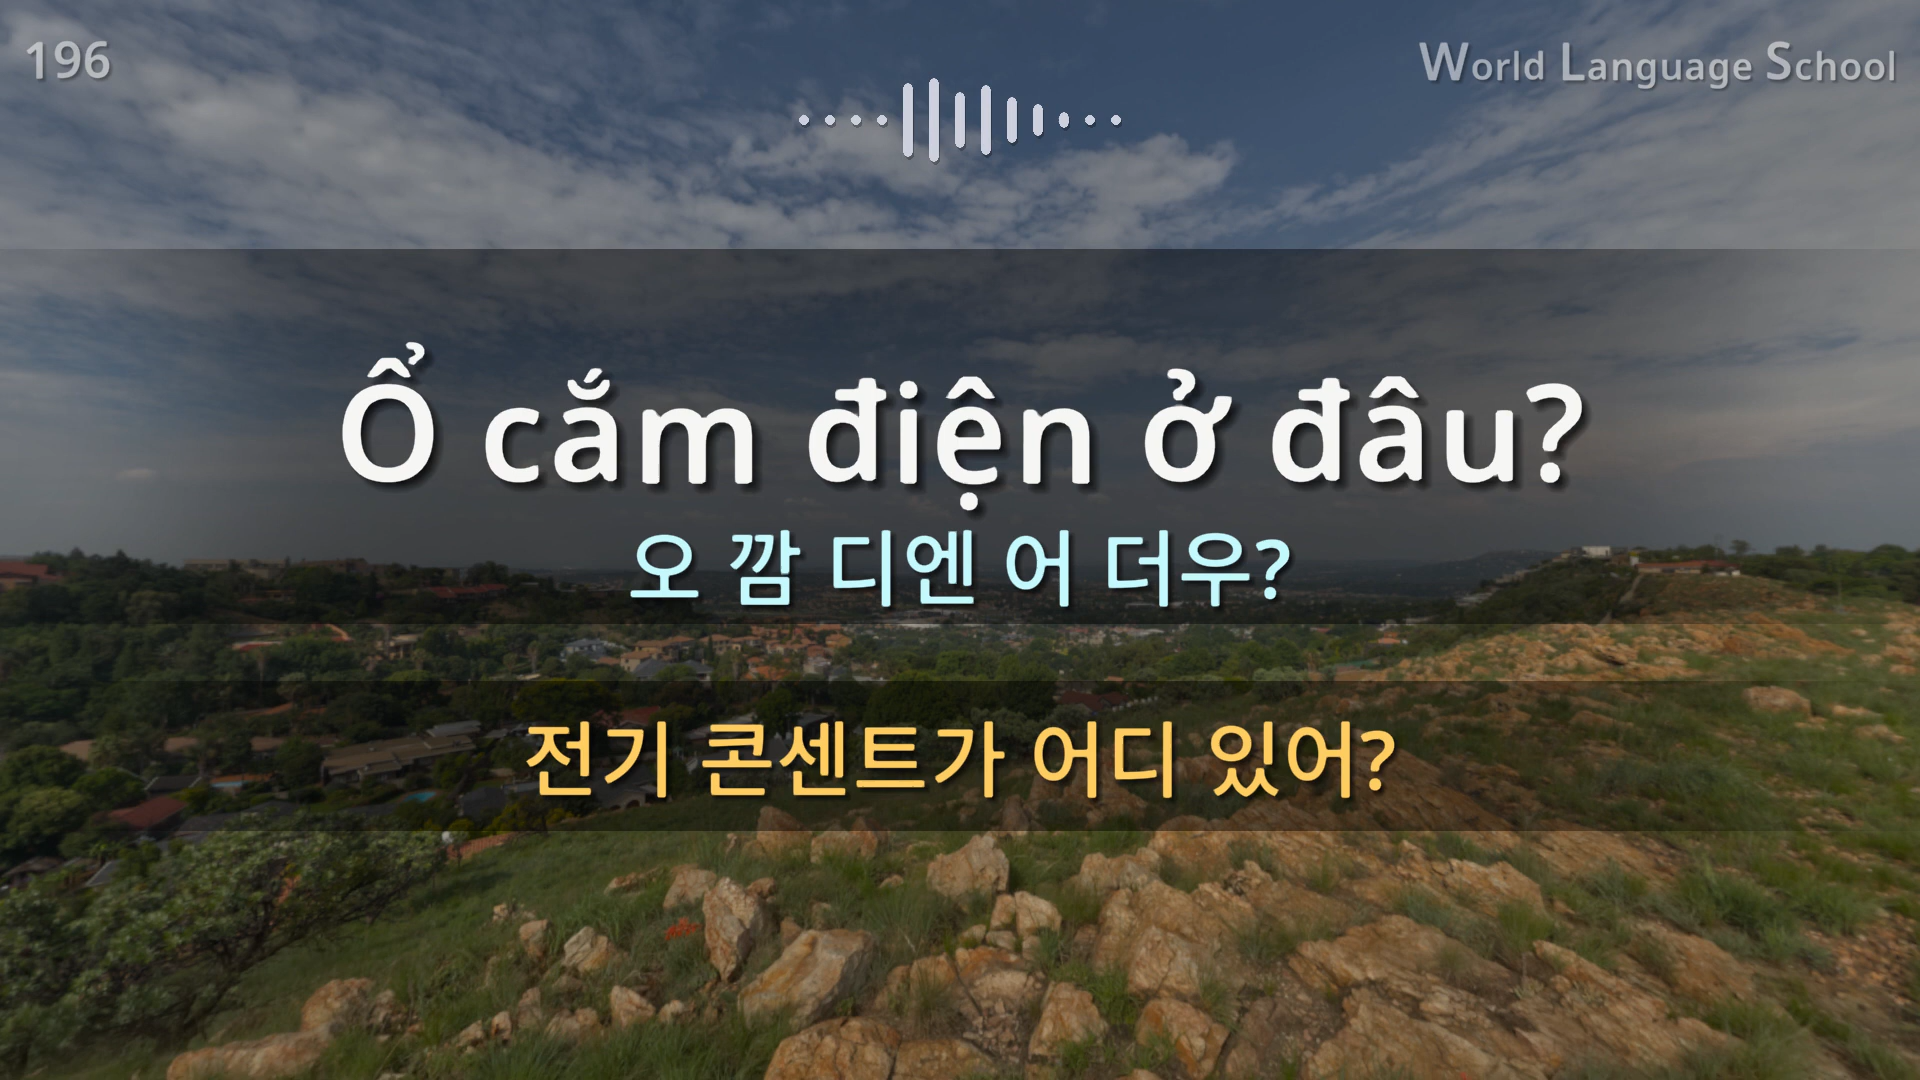 196
World Language School
Ổ cắm điện ở đâu?
오 깜 디엔 어 더우?
전기 콘센트가 어디 있어?